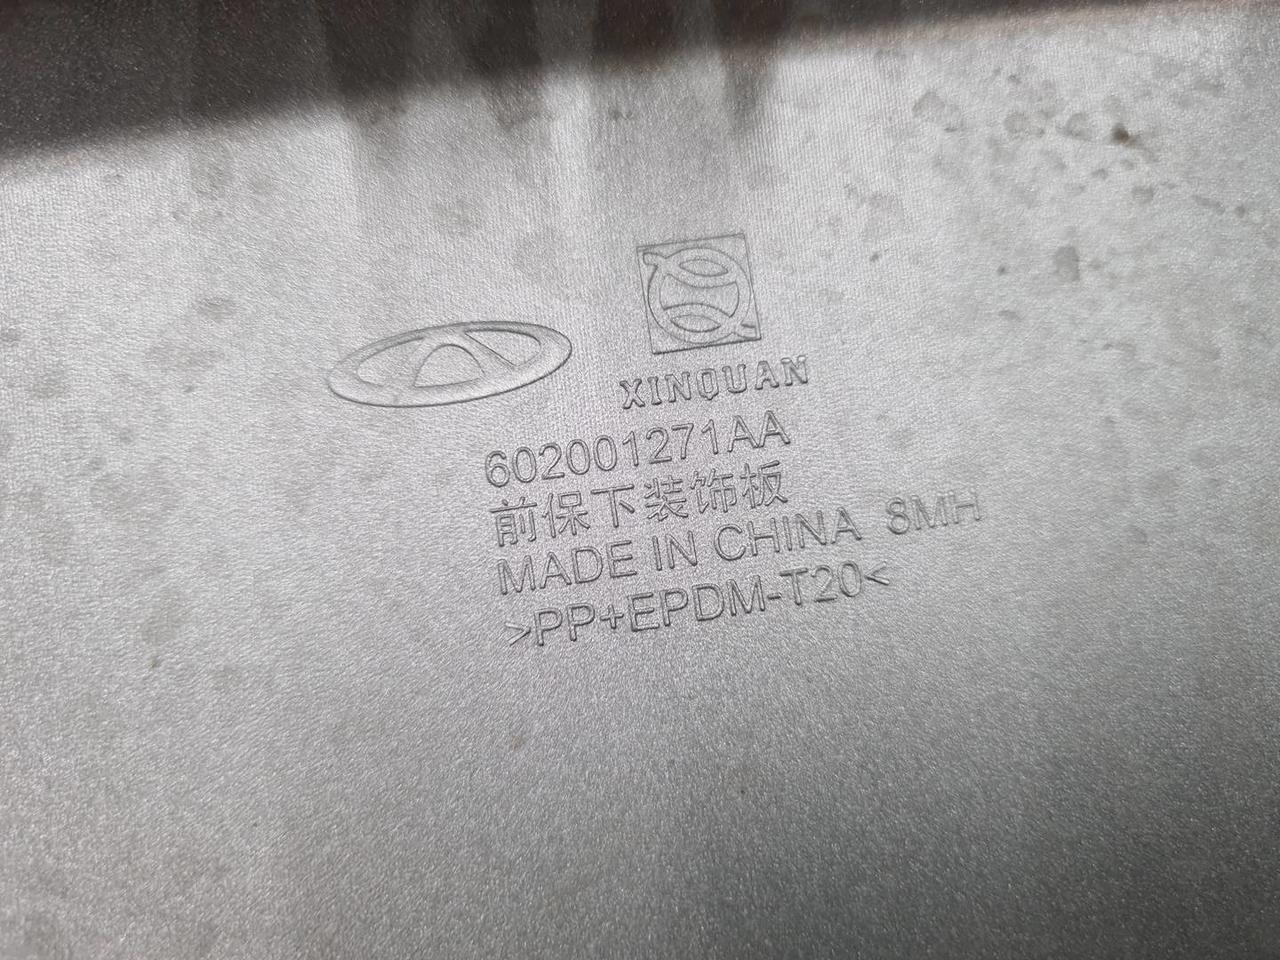 XINQUAN
602001271AA
前保下装饰板
MADE IN CHINA 8MH
>PP+EPDM-T20<